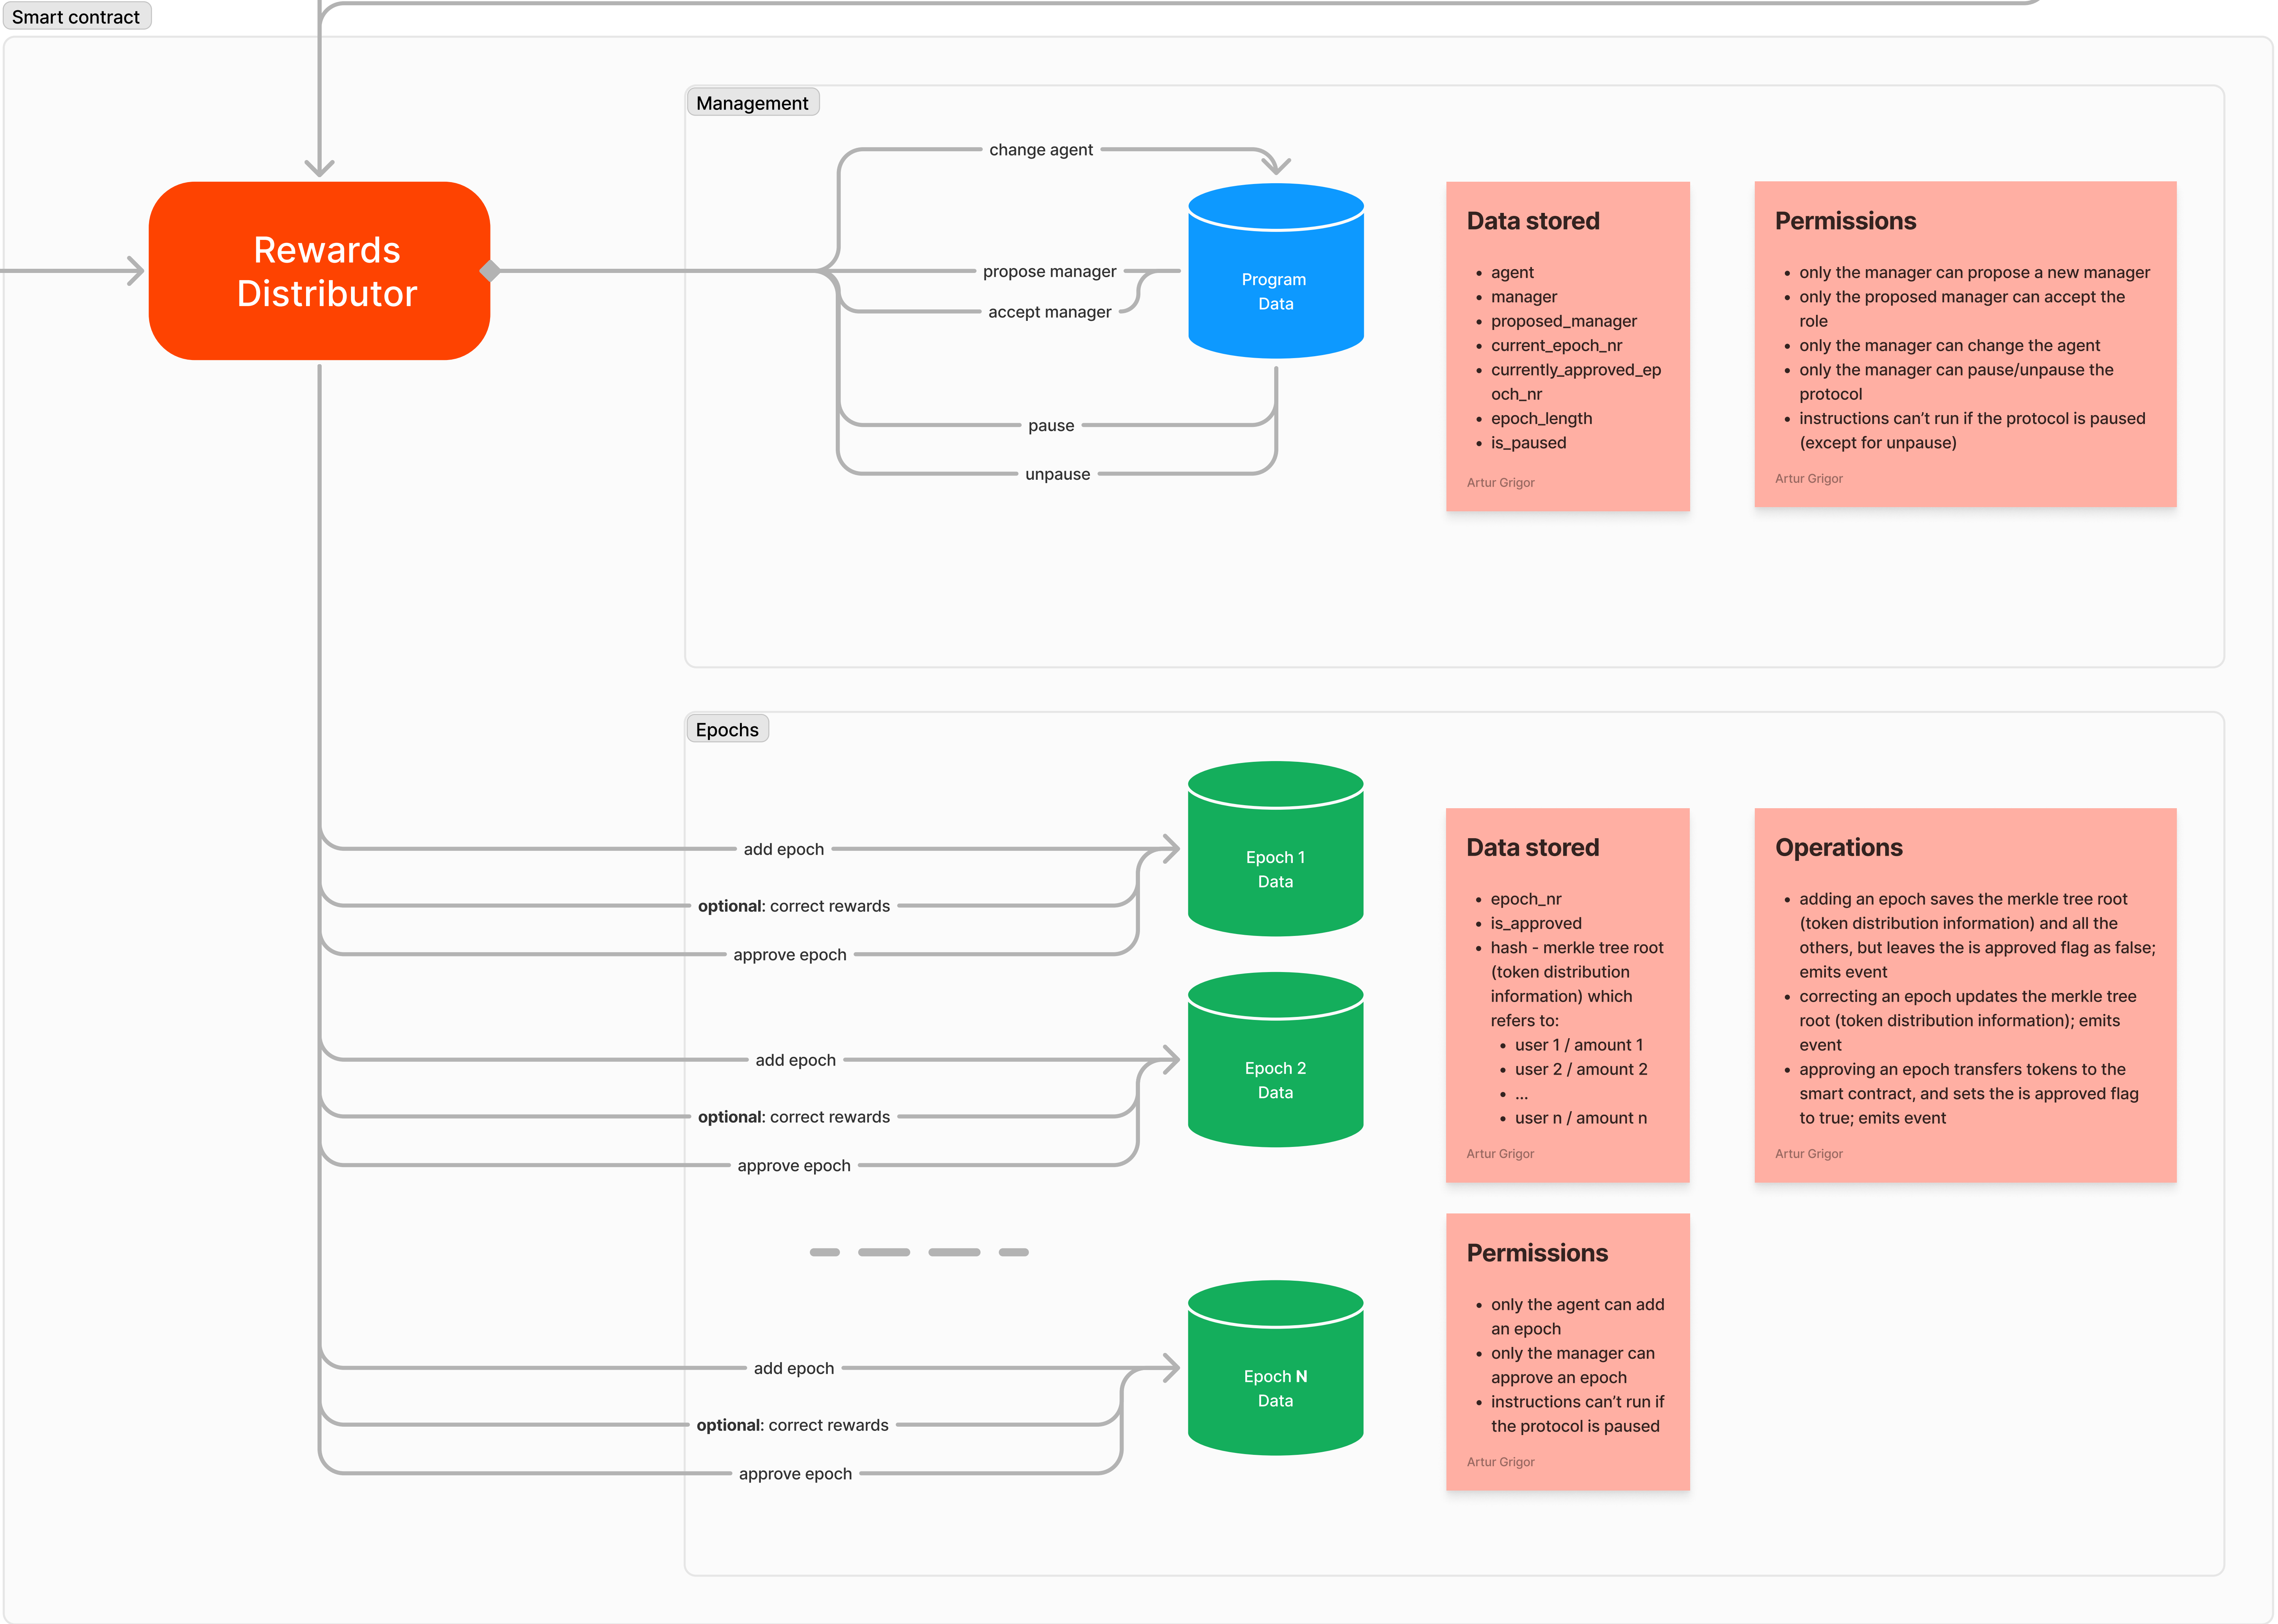 Smart contract
Management
change agent
Rewards
Distributor
propose manager
accept manager
Program
Data
pause
unpause
Data stored
• agent
• manager
• proposed_manager
• current_epoch_nr
• currently_approved_ep
och_nr
• epoch_length
• is_paused
Artur Grigor
Permissions
• only the manager can propose a new manager
• only the proposed manager can accept the
role
• only the manager can change the agent
• only the manager can pause/unpause the
protocol
• instructions can’t run if the protocol is paused
(except for unpause)
Artur Grigor
Epochs
add epoch
optional: correct rewards
approve epoch
Epoch 1
Data
add epoch
optional: correct rewards
approve epoch
Epoch 2
Data
add epoch
optional: correct rewards
approve epoch
Epoch N
Data
Data stored
• epoch_nr
• is_approved
• hash - merkle tree root
(token distribution
information) which
refers to:
• user 1 / amount 1
• user 2 / amount 2
• ...
• user n / amount n
Artur Grigor
Operations
• adding an epoch saves the merkle tree root
(token distribution information) and all the
others, but leaves the is approved flag as false;
emits event
• correcting an epoch updates the merkle tree
root (token distribution information); emits
event
• approving an epoch transfers tokens to the
smart contract, and sets the is approved flag
to true; emits event
Artur Grigor
Permissions
• only the agent can add
an epoch
• only the manager can
approve an epoch
• instructions can’t run if
the protocol is paused
Artur Grigor